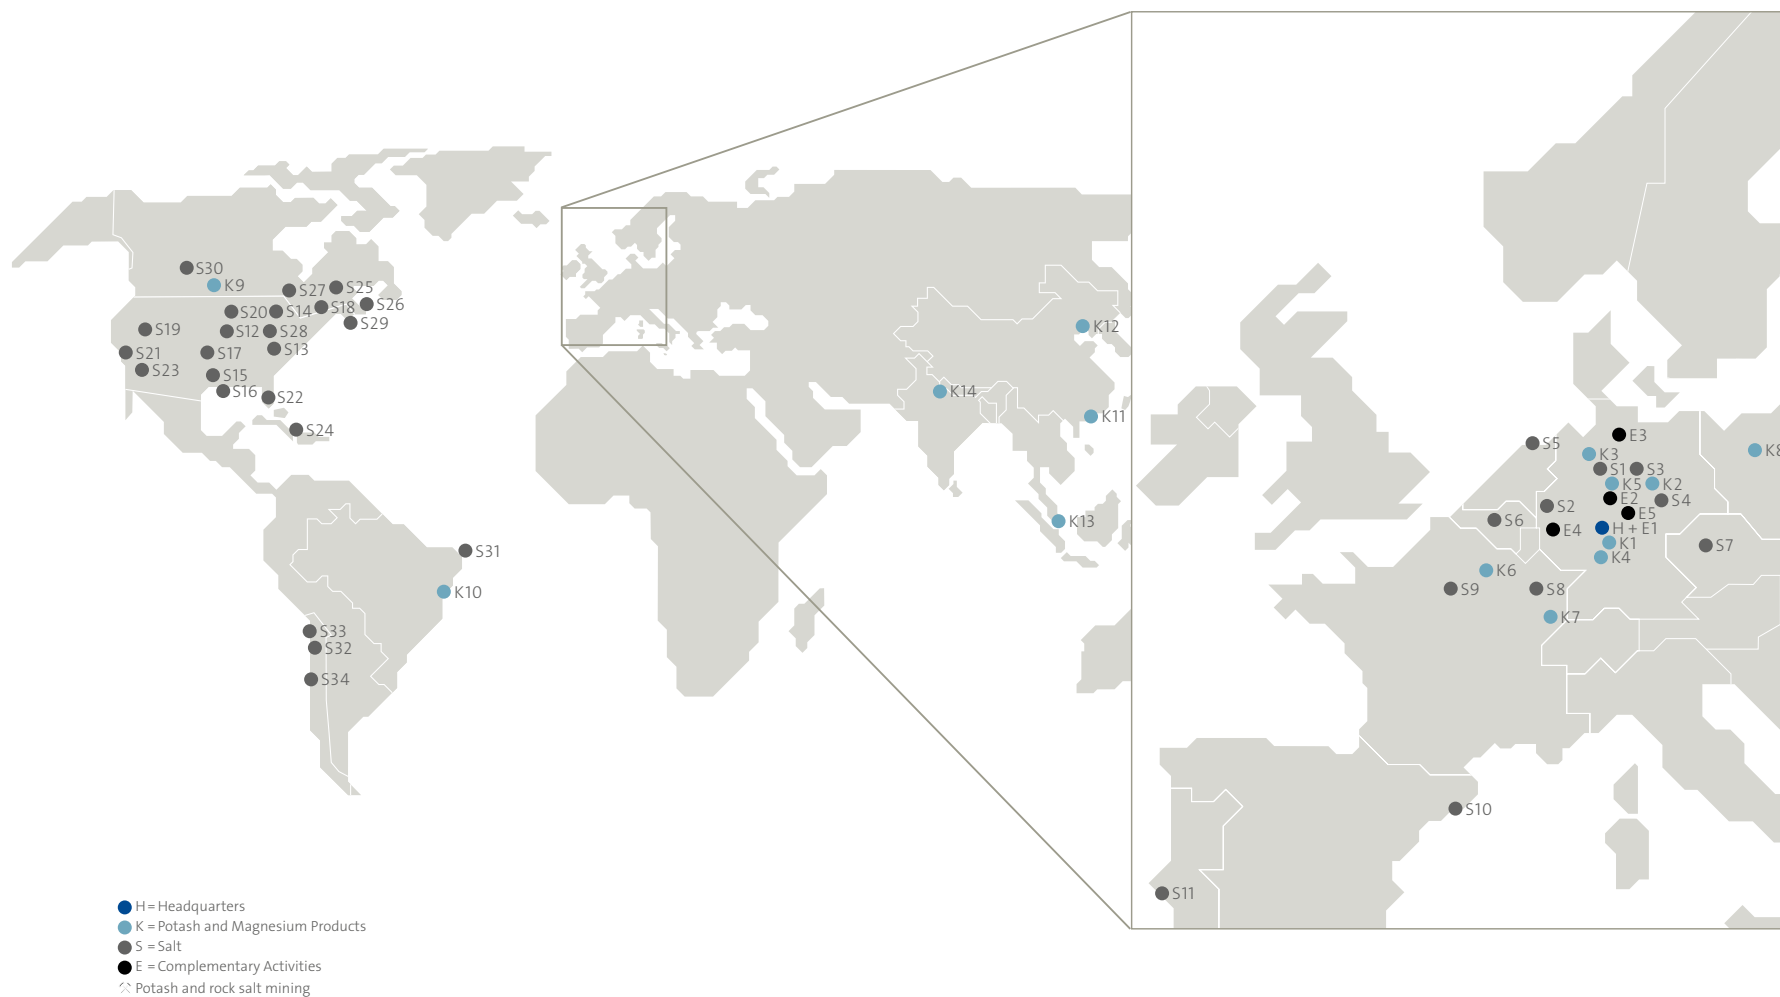 S30
K9
S27
S25
S26
S20
S14
S18
S29
S19
S12
S28
S21
S17
S13
S23
S15
S16
S22
S24
S31
K10
S33
S32
S34
K12
K14
K11
K13
S5
E3
K3
S1
S3
K8
K5
K2
E2
S4
S2
E5
S6
E4
H + E1
K1
S7
K4
K6
S9
S8
K7
S10
S11
H = Headquarters
K = Potash and Magnesium Products
S = Salt
E = Complementary Activities
Potash and rock salt mining